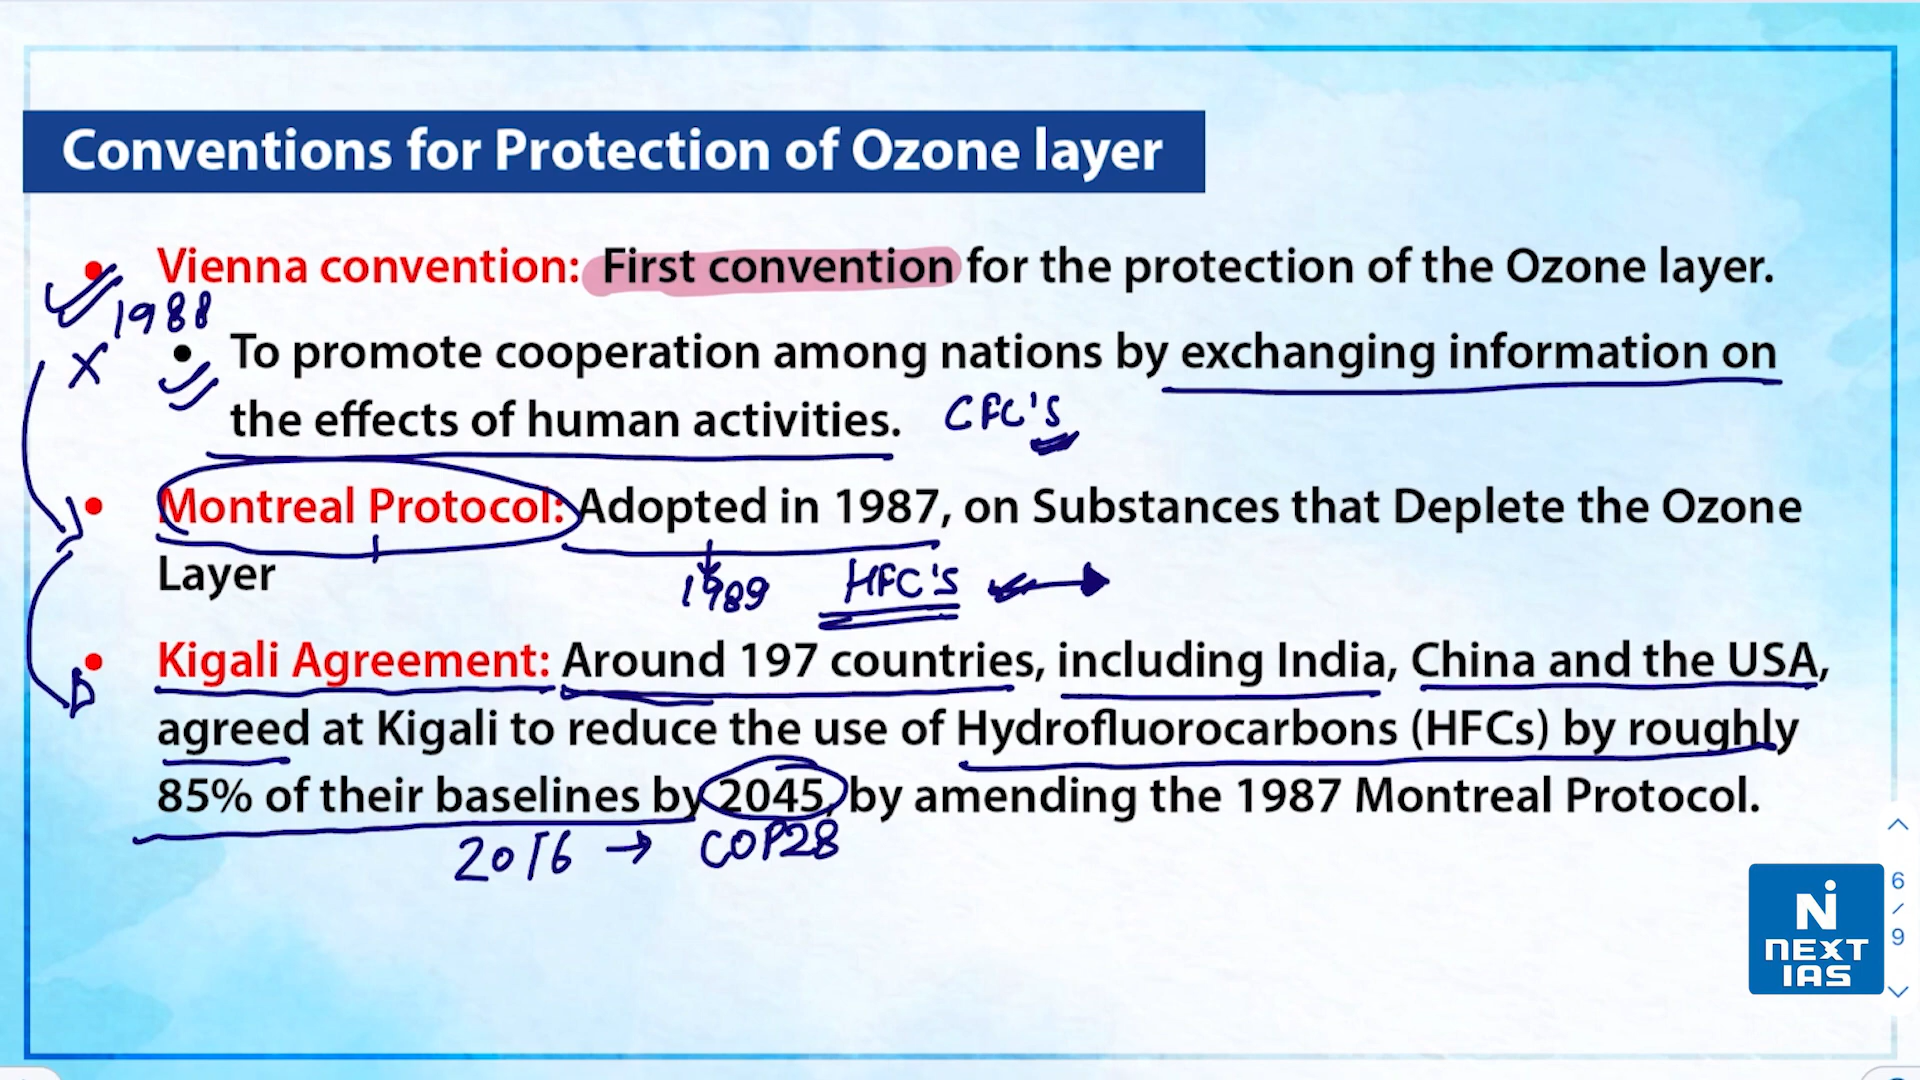 Conventions for Protection of Ozone layer
• Vienna convention: First convention for the protection of the Ozone layer.
1988
X
• To promote cooperation among nations by exchanging information on
the effects of human activities. CFC's
• Montreal Protocol: Adopted in 1987, on Substances that Deplete the Ozone
Layer
1989 HFC's
• Kigali Agreement: Around 197 countries, including India, China and the USA,
agreed at Kigali to reduce the use of Hydrofluorocarbons (HFCs) by roughly
85% of their baselines by 2045, by amending the 1987 Montreal Protocol.
2016 → COP28
6
/
9
NEXT
IAS